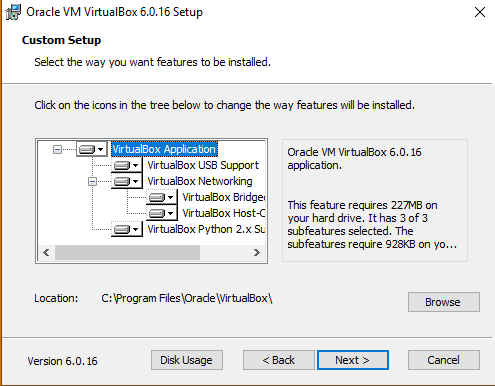 Oracle VM VirtualBox 6.0.16 Setup
Custom Setup
Select the way you want features to be installed.
Click on the icons in the tree below to change the way features will be installed.
VirtualBox Application
VirtualBox USB Support
VirtualBox Networking
VirtualBox Bridge
VirtualBox Host-O
VirtualBox Python 2.x Su
Oracle VM VirtualBox 6.0.16
application.
This feature requires 227MB on
your hard drive. It has 3 of 3
subfeatures selected. The
subfeatures require 928KB on yo...
Location: C:\Program Files\Oracle\VirtualBox\
Browse
Version 6.0.16 Disk Usage < Back Next > Cancel